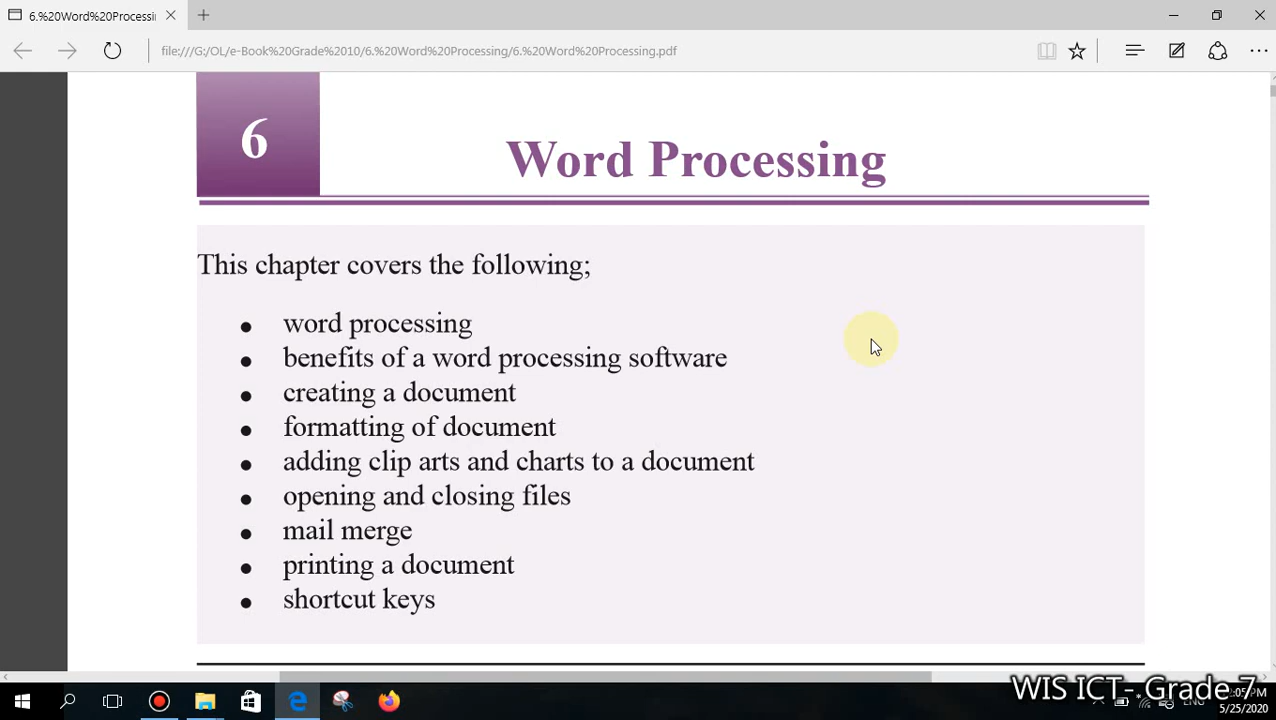 6.%20Word%20Processi
file:///G:/OL/e-Book%20Grade%2010/6.%20Word%20Processing/6.%20Word%20Processing.pdf
6
Word Processing
This chapter covers the following;
● word processing
● benefits of a word processing software
● creating a document
● formatting of document
● adding clip arts and charts to a document
● opening and closing files
● mail merge
● printing a document
● shortcut keys
WIS ICT- Grade 7
:05 PM
ENG
5/25/2020